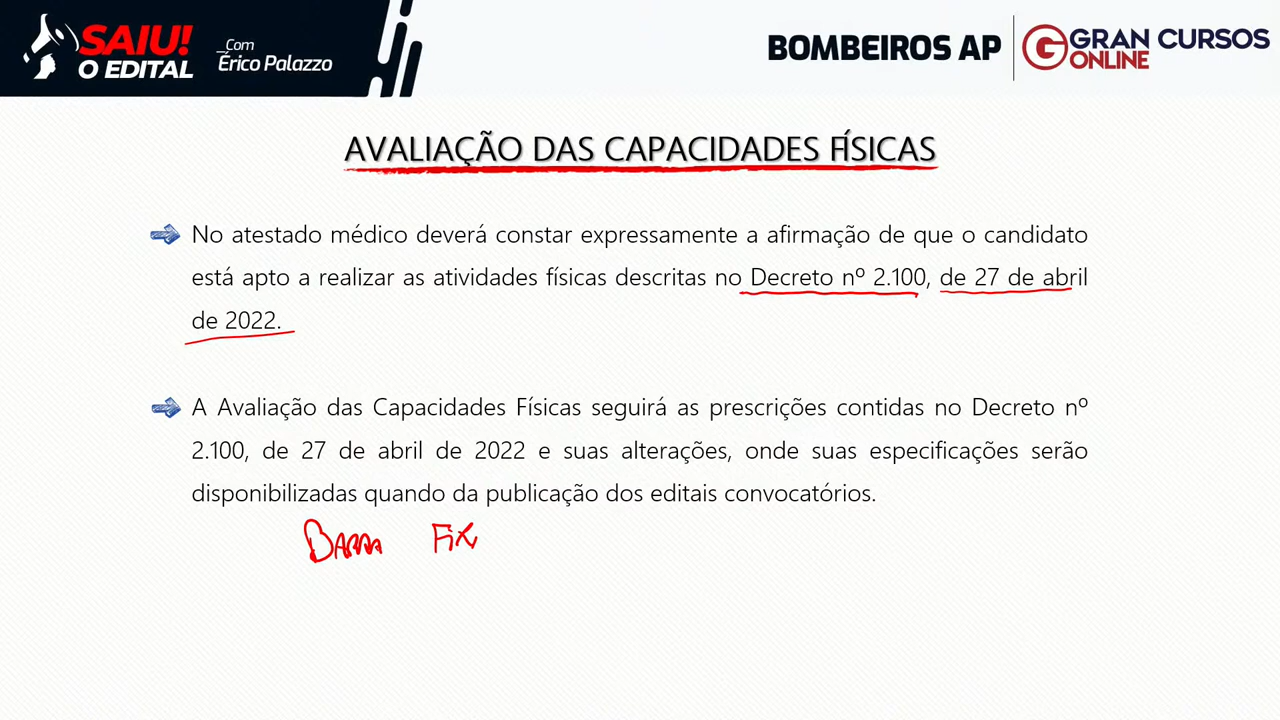 SAIU!
O EDITAL
_Com
Érico Palazzo
BOMBEIROS AP
GRAN CURSOS
ONLINE
AVALIAÇÃO DAS CAPACIDADES FÍSICAS
No atestado médico deverá constar expressamente a afirmação de que o candidato
está apto a realizar as atividades físicas descritas no Decreto nº 2.100, de 27 de abril
de 2022.
A Avaliação das Capacidades Físicas seguirá as prescrições contidas no Decreto nº
2.100, de 27 de abril de 2022 e suas alterações, onde suas especificações serão
disponibilizadas quando da publicação dos editais convocatórios.
BARRA FIX